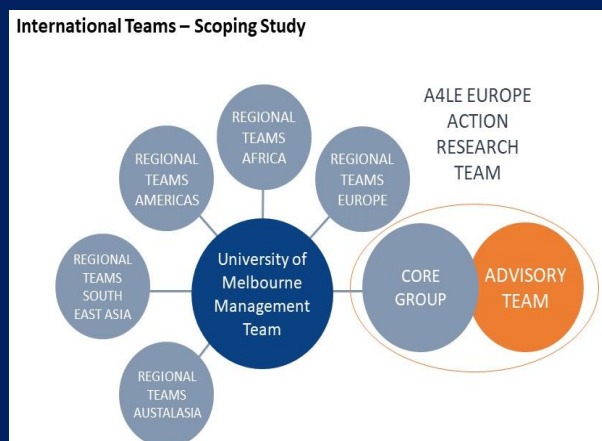 International Teams – Scoping Study
A4LE EUROPE
ACTION
RESEARCH
TEAM
REGIONAL
TEAMS
AFRICA
REGIONAL
TEAMS
AMERICAS
REGIONAL
TEAMS
EUROPE
REGIONAL
TEAMS
SOUTH
EAST ASIA
University of
Melbourne
Management
Team
CORE
GROUP
ADVISORY
TEAM
REGIONAL
TEAMS
AUSTALASIA